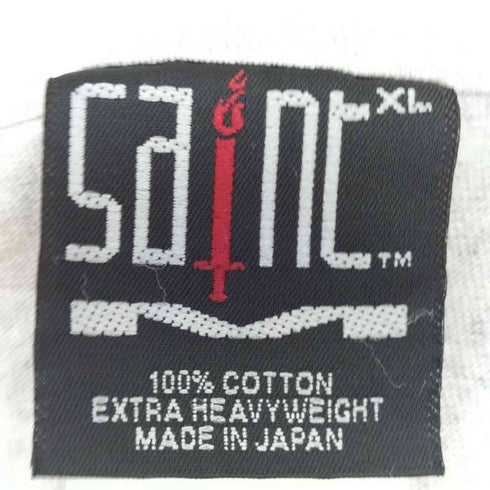 saint XL
TM
100% COTTON
EXTRA HEAVYWEIGHT
MADE IN JAPAN